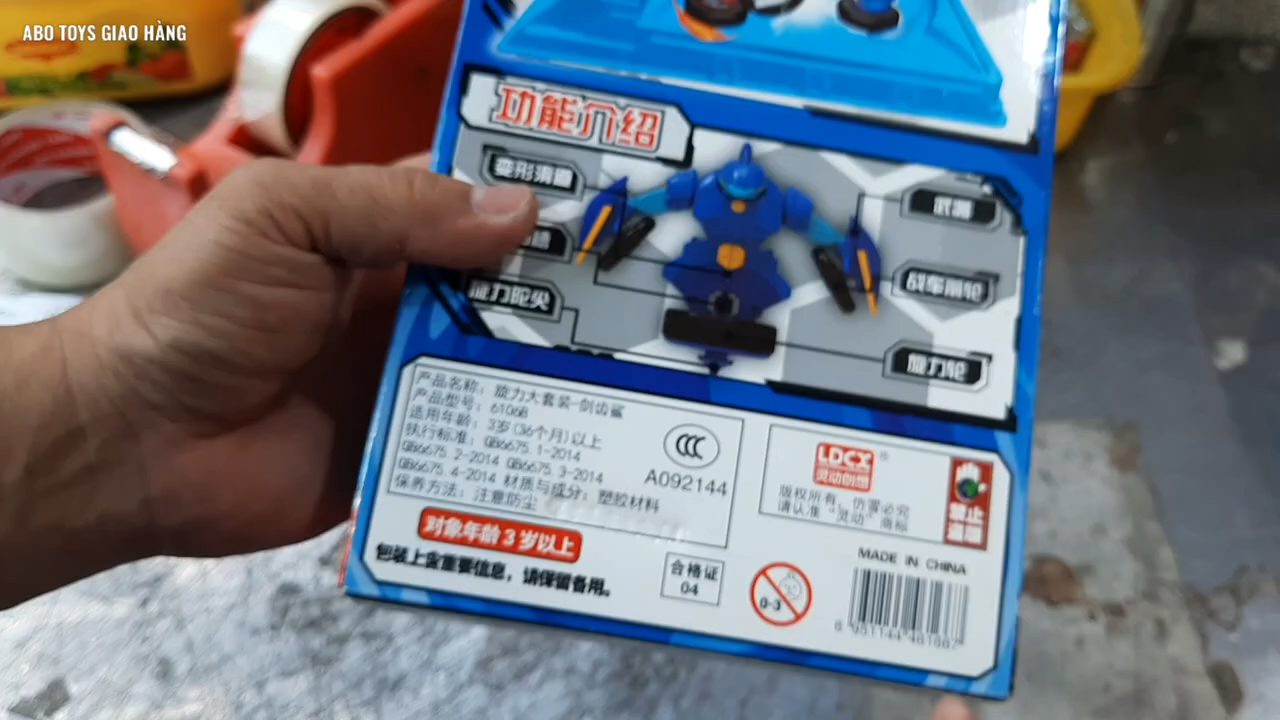 ABO TOYS GIAO HÀNG
功能介绍
武器
战车前轮
旋力陀尖
旋力轮
产品名称：旋力大套装-剑齿鲨
产品型号：6106B
适用年龄：3岁(36个月)以上
执行标准：GB6675.1-2014
GB6675.2-2014 GB6675.3-2014
GB6675.4-2014 材质与成分：塑胶材料
保养方法：注意防尘
CCC
A092144
LDCX®
灵动创想
版权所有，仿冒必究
请认准“灵动”商标
禁止
对象年龄 3 岁以上
包装上含重要信息，请保留备用。
合格证
04
0-3
MADE IN CHINA